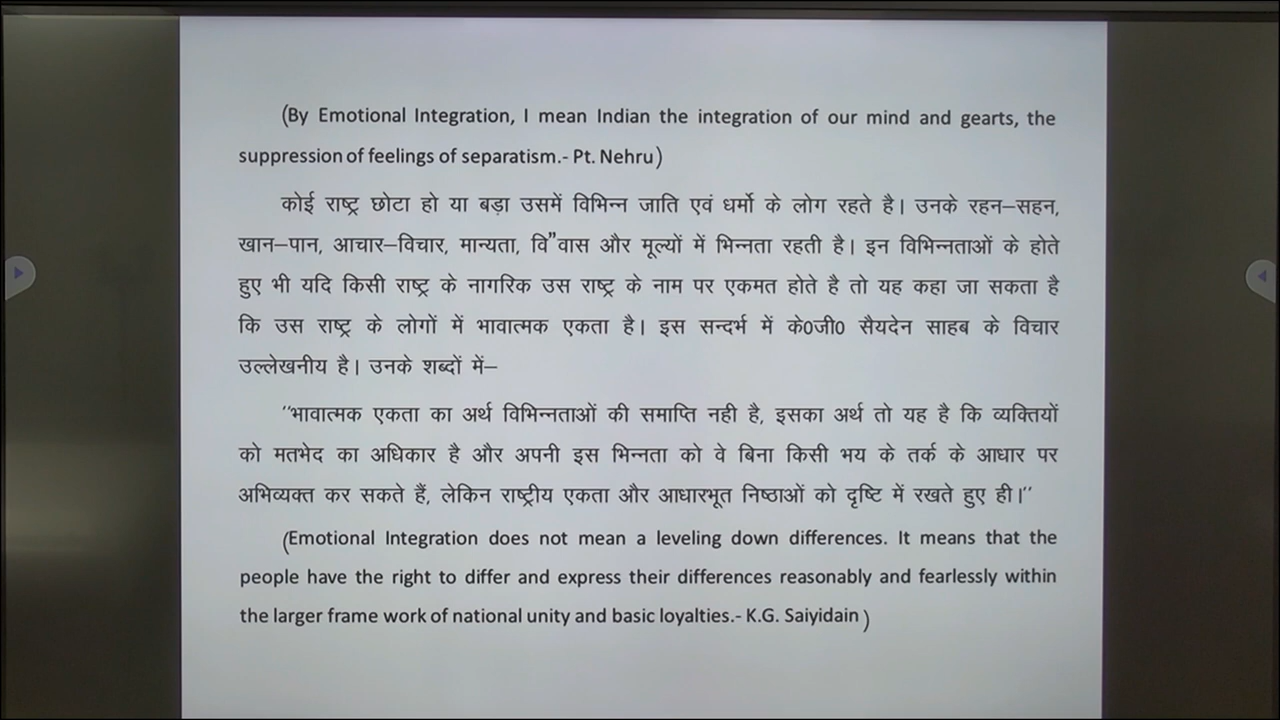 (By Emotional Integration, I mean Indian the integration of our mind and gearts, the
suppression of feelings of separatism.- Pt. Nehru)
कोई राष्ट्र छोटा हो या बड़ा उसमें विभिन्न जाति एवं धर्मो के लोग रहते है। उनके रहन–सहन,
खान–पान, आचार–विचार, मान्यता, वि”वास और मूल्यों में भिन्नता रहती है। इन विभिन्नताओं के होते
हुए भी यदि किसी राष्ट्र के नागरिक उस राष्ट्र के नाम पर एकमत होते है तो यह कहा जा सकता है
कि उस राष्ट्र के लोगों में भावात्मक एकता है। इस सन्दर्भ में के0जी0 सैयदेन साहब के विचार
उल्लेखनीय है। उनके शब्दों में–
‘‘भावात्मक एकता का अर्थ विभिन्नताओं की समाप्ति नही है, इसका अर्थ तो यह है कि व्यक्तियों
को मतभेद का अधिकार है और अपनी इस भिन्नता को वे बिना किसी भय के तर्क के आधार पर
अभिव्यक्त कर सकते हैं, लेकिन राष्ट्रीय एकता और आधारभूत निष्ठाओं को दृष्टि में रखते हुए ही।’’
(Emotional Integration does not mean a leveling down differences. It means that the
people have the right to differ and express their differences reasonably and fearlessly within
the larger frame work of national unity and basic loyalties.- K.G. Saiyidain )